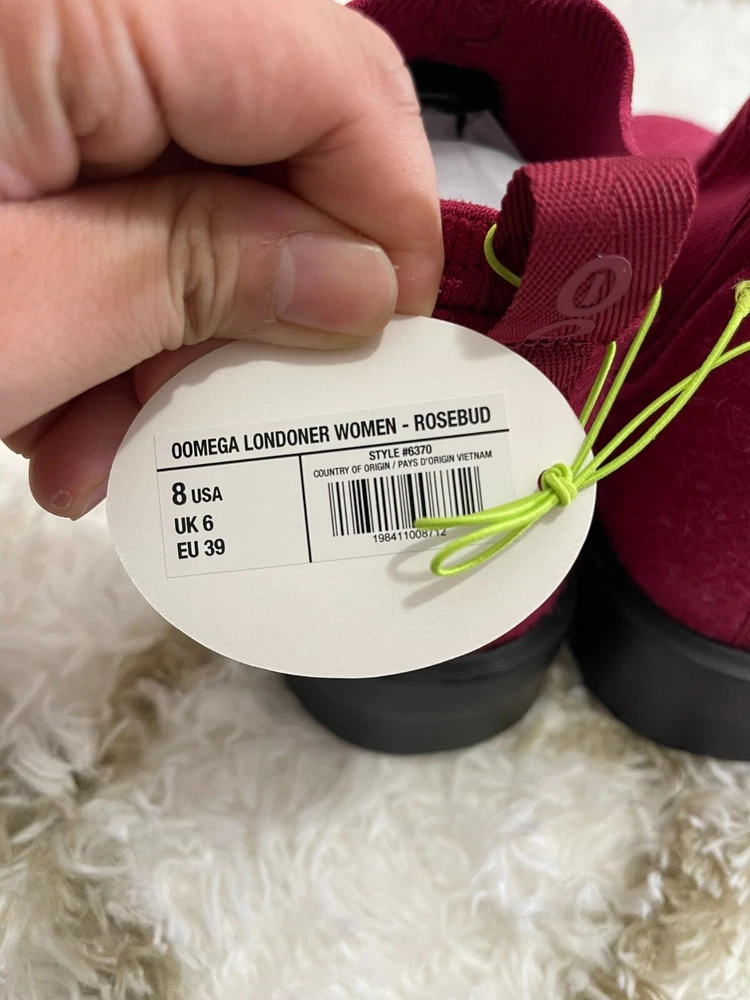 OOMEGA LONDONER WOMEN - ROSEBUD
8 USA
UK 6
EU 39
STYLE #6370
COUNTRY OF ORIGIN / PAYS D'ORIGIN VIETNAM
198411008712